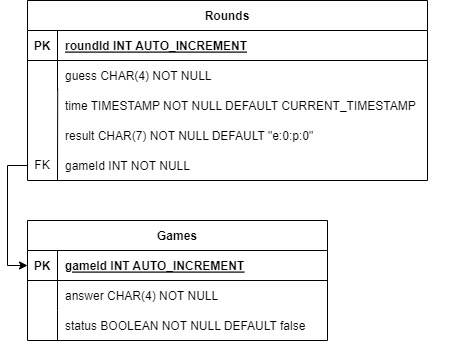 Rounds
PK roundId INT AUTO_INCREMENT
guess CHAR(4) NOT NULL
time TIMESTAMP NOT NULL DEFAULT CURRENT_TIMESTAMP
result CHAR(7) NOT NULL DEFAULT "e:0:p:0"
FK gameId INT NOT NULL
Games
PK gameId INT AUTO_INCREMENT
answer CHAR(4) NOT NULL
status BOOLEAN NOT NULL DEFAULT false